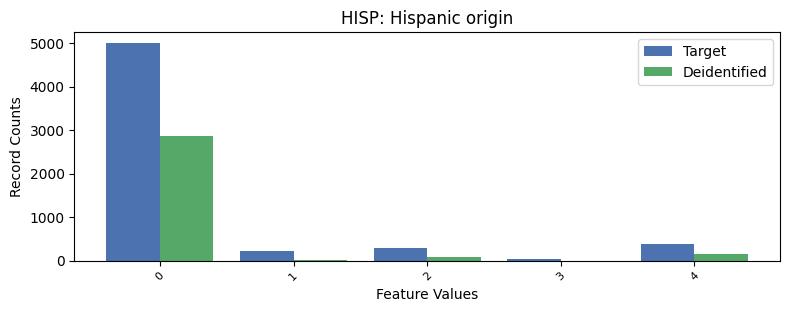 HISP: Hispanic origin
Target
Deidentified
Record Counts
5000
4000
3000
2000
1000
0
0 1 2 3 4
Feature Values